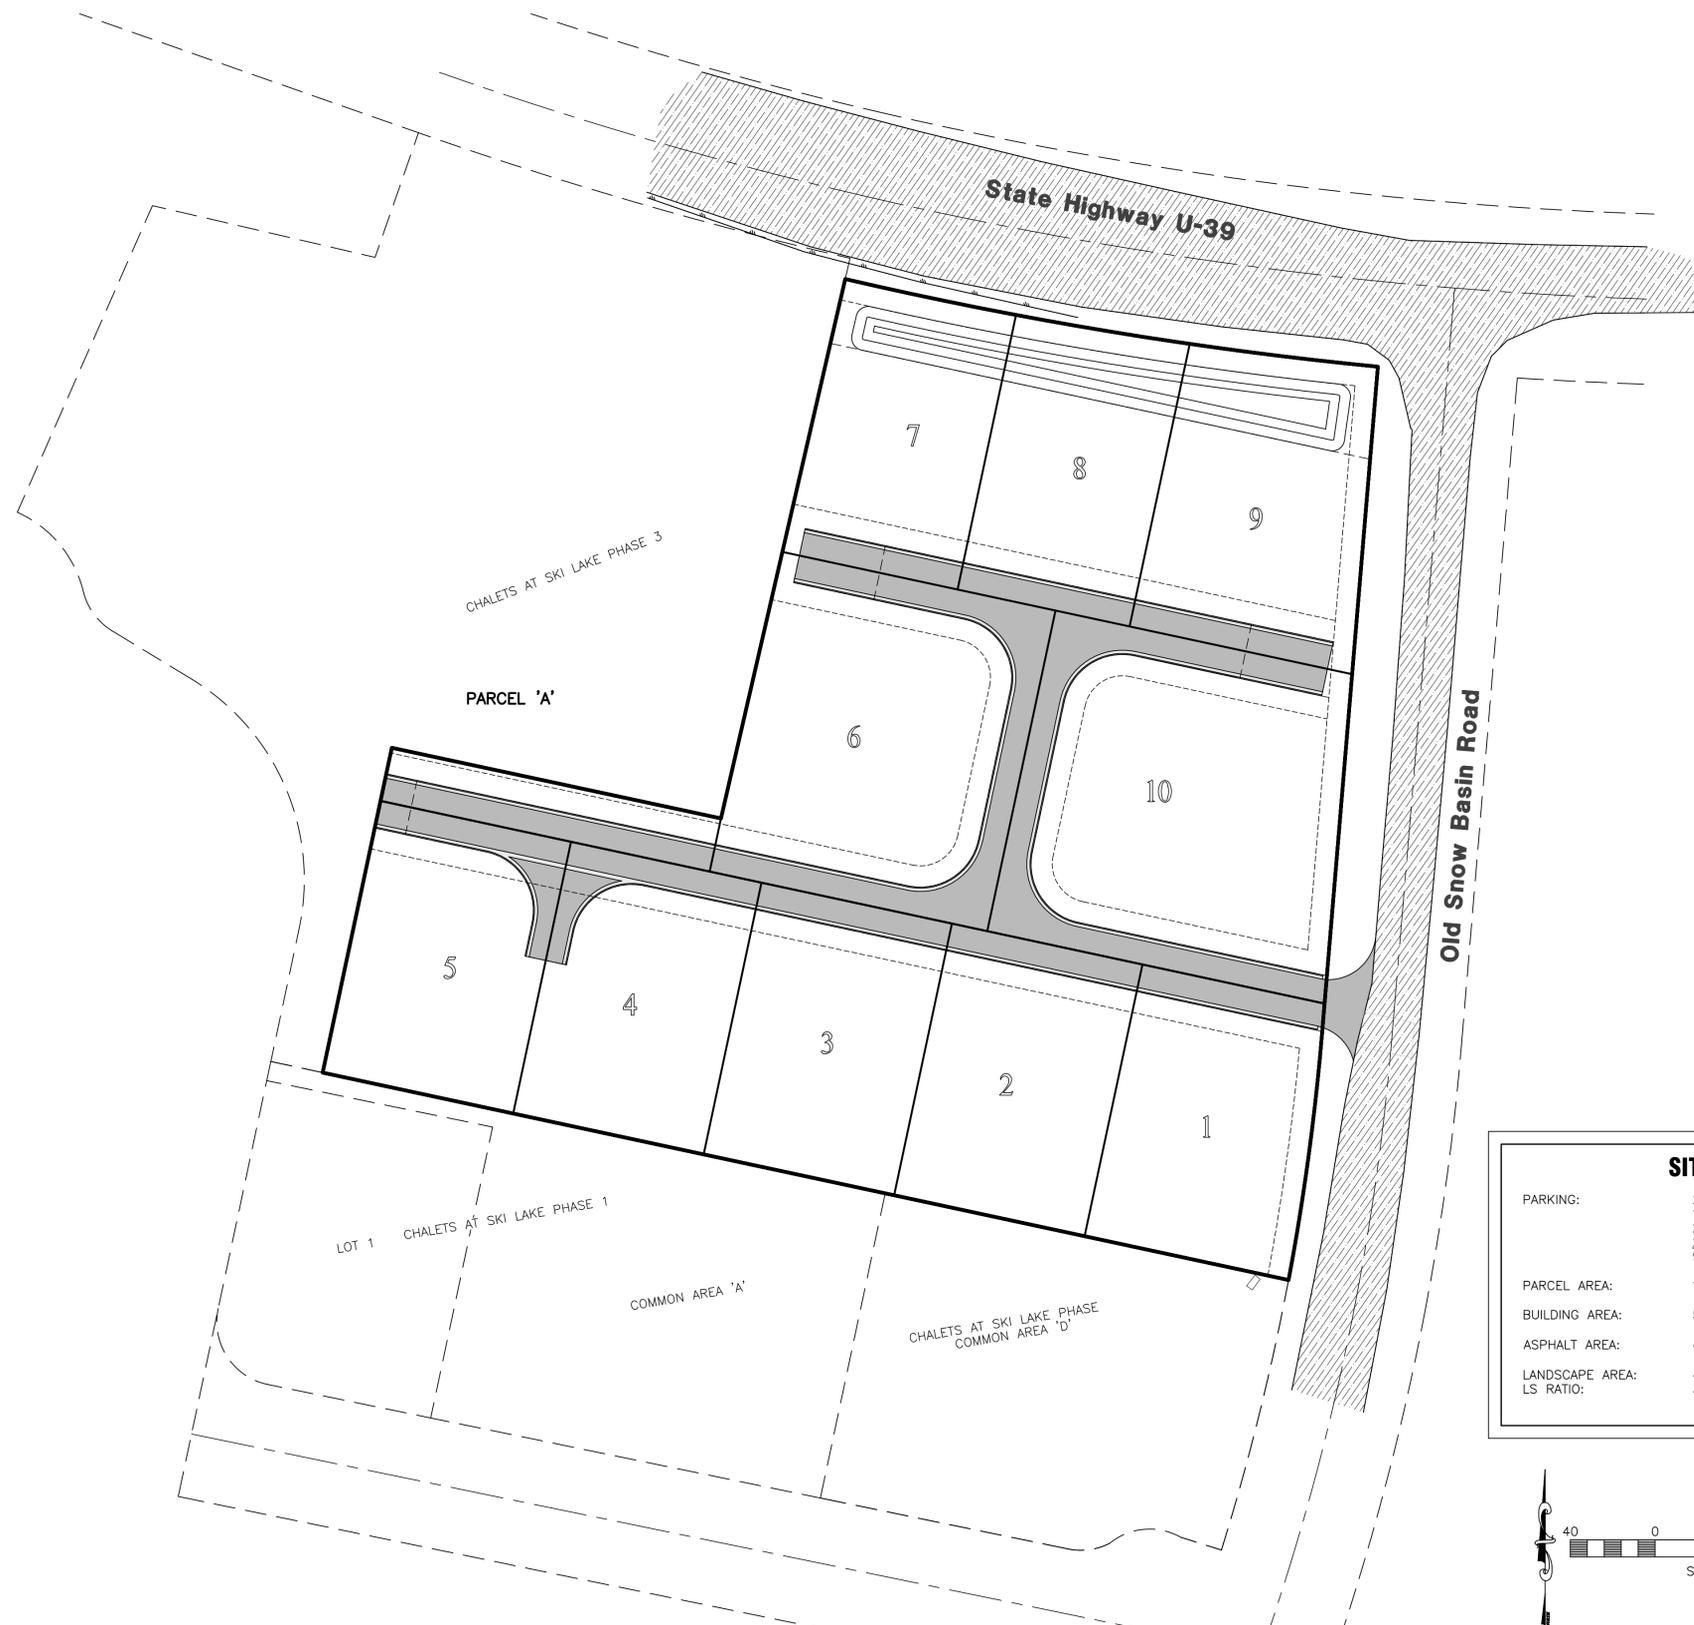 State Highway U-39
7
8
9
CHALETS AT SKI LAKE PHASE 3
PARCEL 'A'
6
10
Old Snow Basin Road
5
4
3
2
1
SIT
PARKING:
PARCEL AREA:
BUILDING AREA:
ASPHALT AREA:
LANDSCAPE AREA:
LS RATIO:
LOT 1
CHALETS AT SKI LAKE PHASE 1
COMMON AREA 'A'
CHALETS AT SKI LAKE PHASE
COMMON AREA 'D'
40 0
S